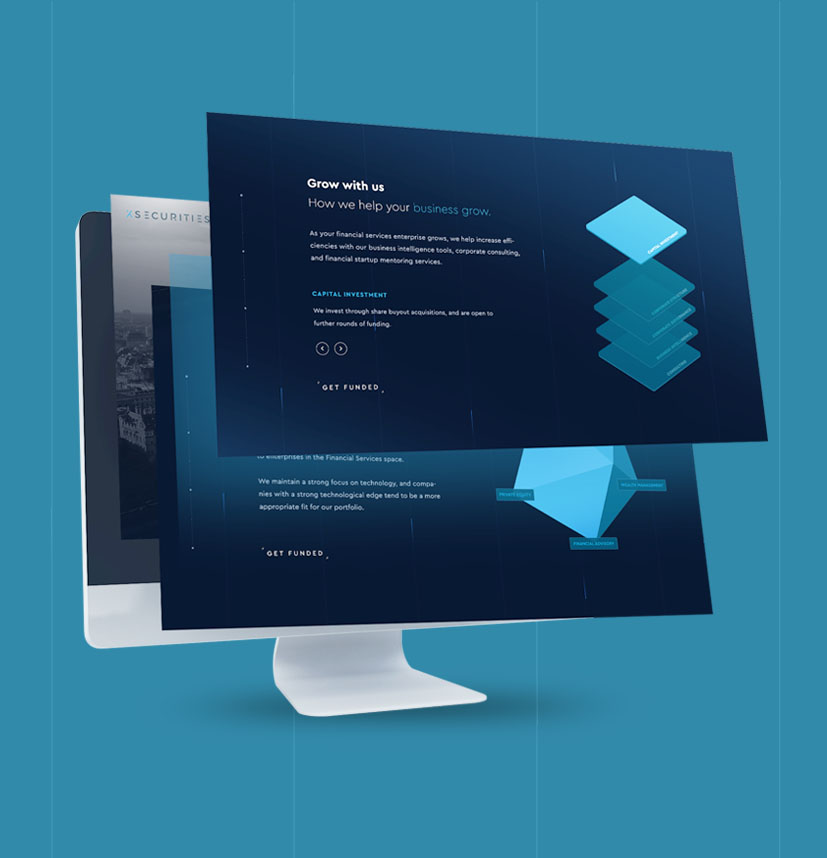 XSECURITIES
Grow with us
How we help your business grow.
As your financial services enterprise grows, we help increase effi-
ciencies with our business intelligence tools, corporate consulting,
and financial startup mentoring services.
CAPITAL INVESTMENT
We invest through share buyout acquisitions, and are open to
further rounds of funding.
GET FUNDED
CAPITAL INVESTMENT
to enterprises in the Financial Services space.
We maintain a strong focus on technology, and compa-
nies with a strong technological edge tend to be a more
appropriate fit for our portfolio.
GET FUNDED
PRIVATE EQUITY
WEALTH MANAGEMENT
FINANCIAL ADVISORY